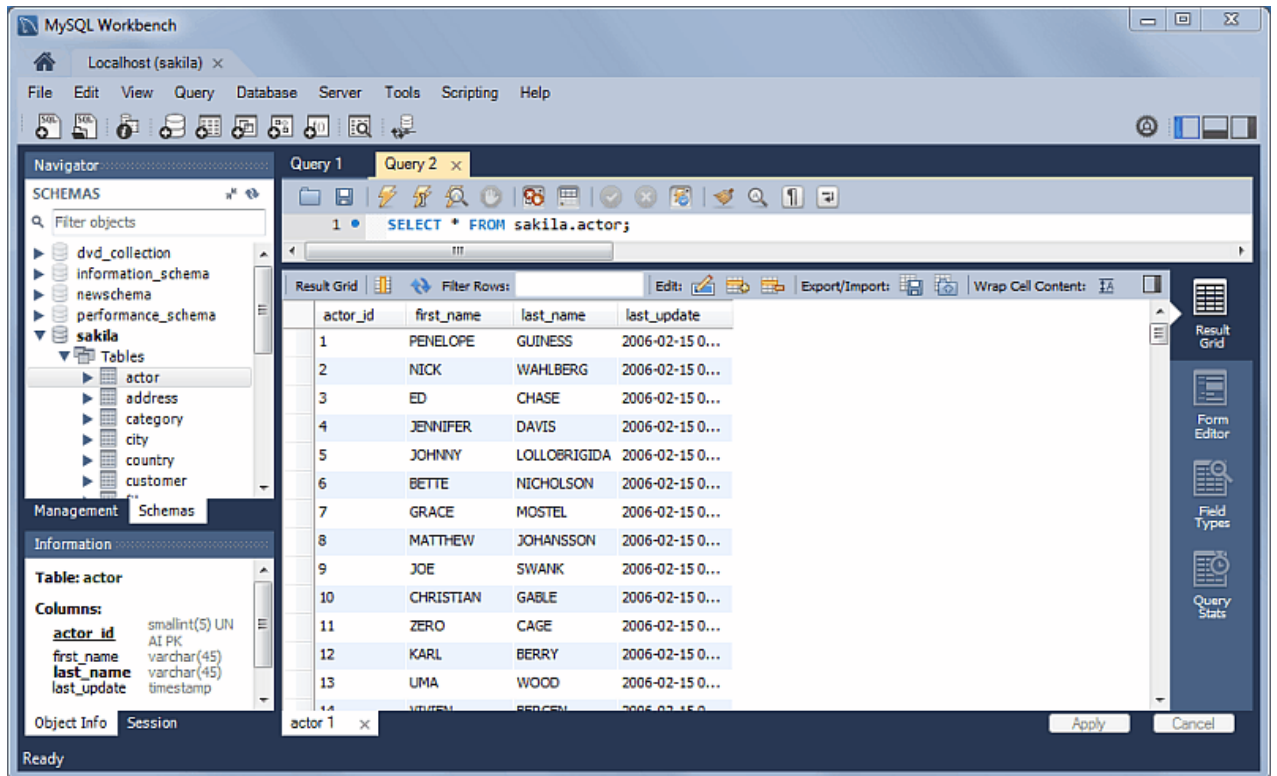 MySQL Workbench
Localhost (sakila)
File Edit View Query Database Server Tools Scripting Help
Navigator
SCHEMAS
Filter objects
dvd_collection
information_schema
newschema
performance_schema
sakila
Tables
actor
address
category
city
country
customer
Management Schemas
Information
Table: actor
Columns:
actor_id smallint(5) UN
AI PK
first_name varchar(45)
last_name varchar(45)
last_update timestamp
Object Info Session
Query 1 Query 2
1 SELECT * FROM sakila.actor;
Result Grid Filter Rows: Edit: Export/Import: Wrap Cell Content:
actor_id first_name last_name last_update
1 PENELOPE GUINESS 2006-02-15 0...
2 NICK WAHLBERG 2006-02-15 0...
3 ED CHASE 2006-02-15 0...
4 JENNIFER DAVIS 2006-02-15 0...
5 JOHNNY LOLLOBRIGIDA 2006-02-15 0...
6 BETTE NICHOLSON 2006-02-15 0...
7 GRACE MOSTEL 2006-02-15 0...
8 MATTHEW JOHANSSON 2006-02-15 0...
9 JOE SWANK 2006-02-15 0...
10 CHRISTIAN GABLE 2006-02-15 0...
11 ZERO CAGE 2006-02-15 0...
12 KARL BERRY 2006-02-15 0...
13 UMA WOOD 2006-02-15 0...
Result
Grid
Form
Editor
Field
Types
Query
Stats
actor 1
Apply Cancel
Ready